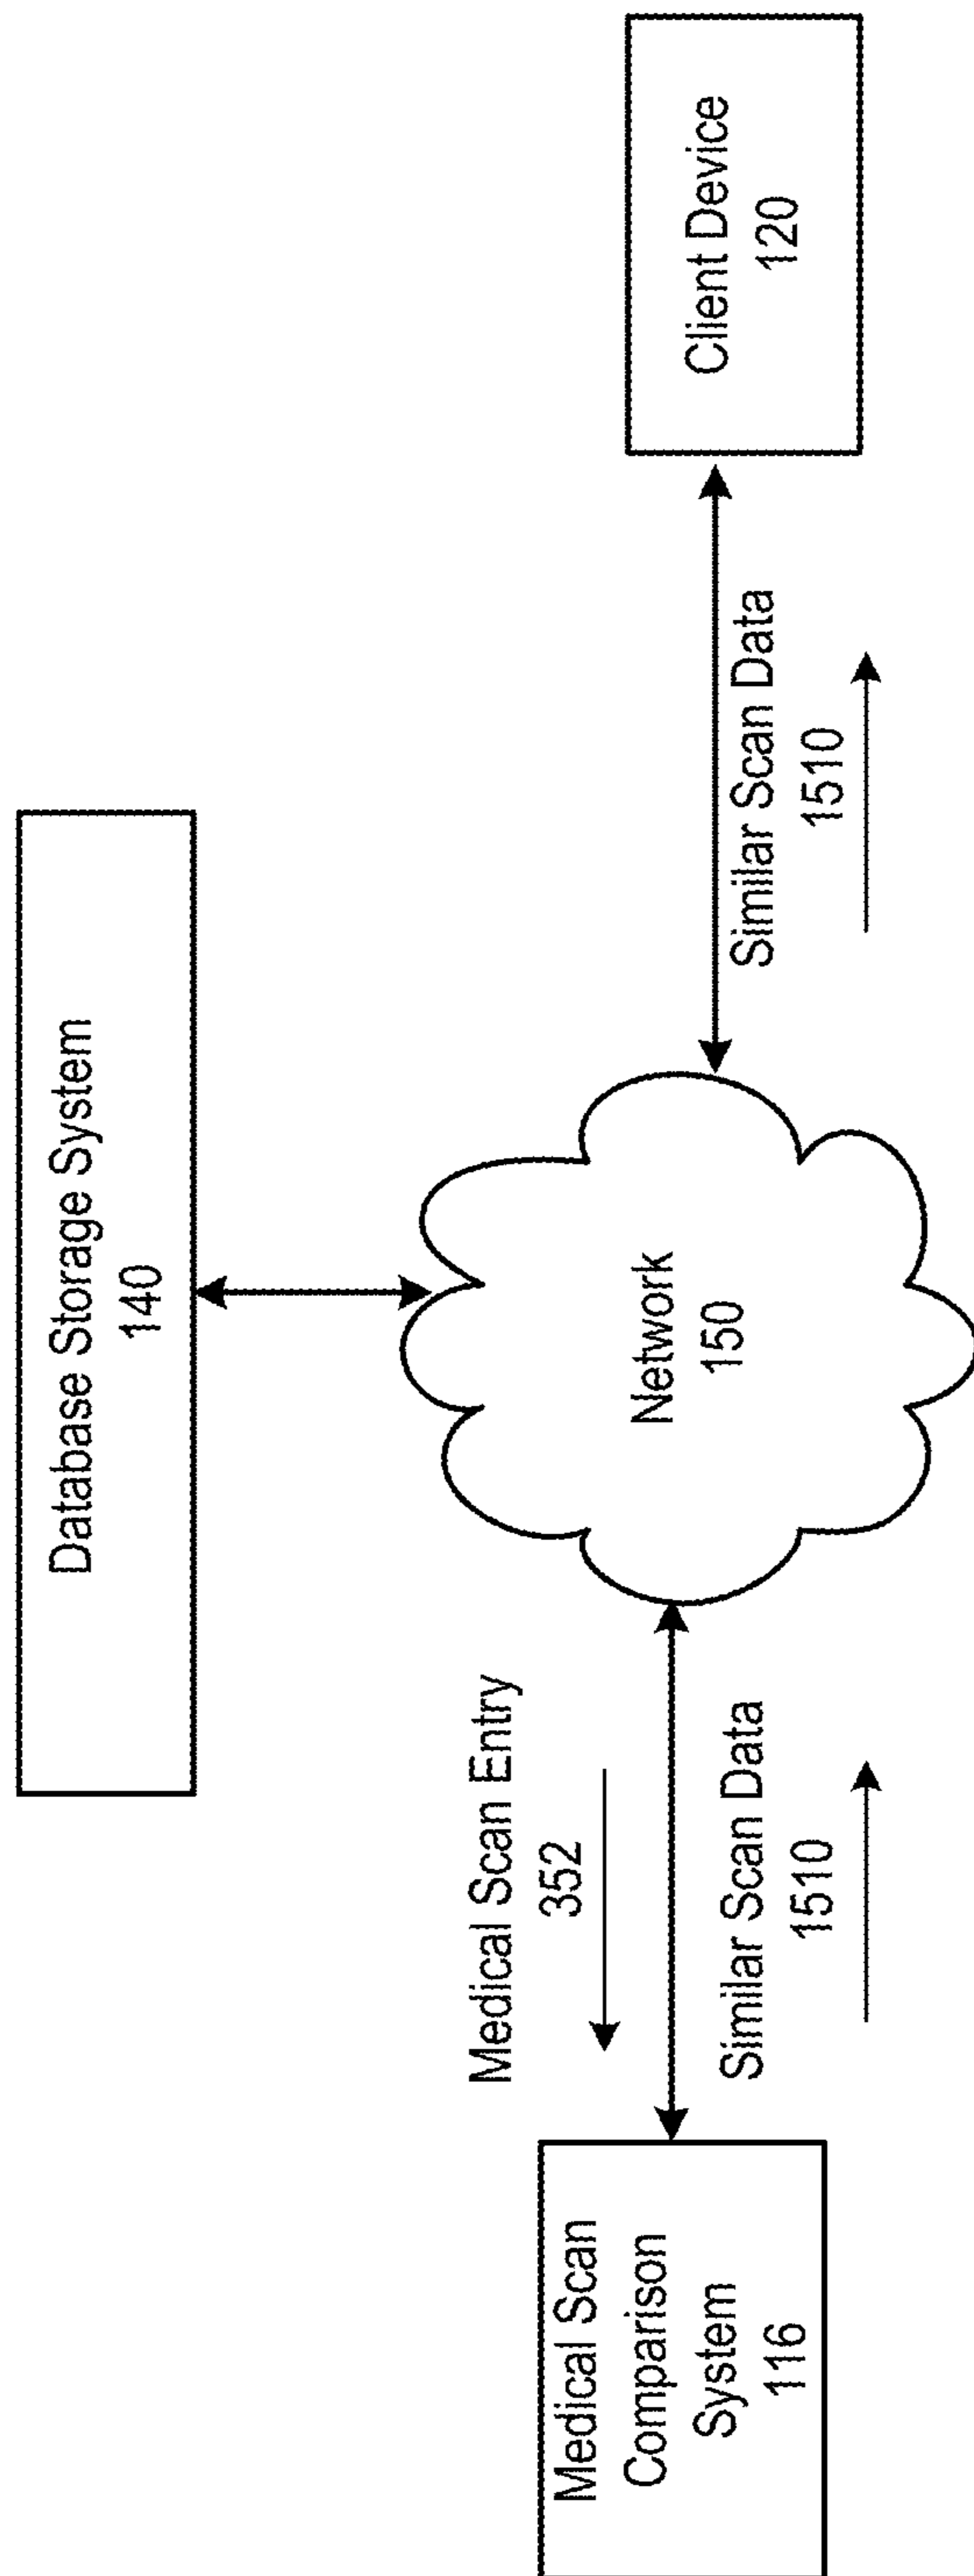 Database Storage System
140
Medical Scan
Comparison
System
116
Medical Scan Entry
352
Similar Scan Data
1510
Network
150
Similar Scan Data
1510
Client Device
120